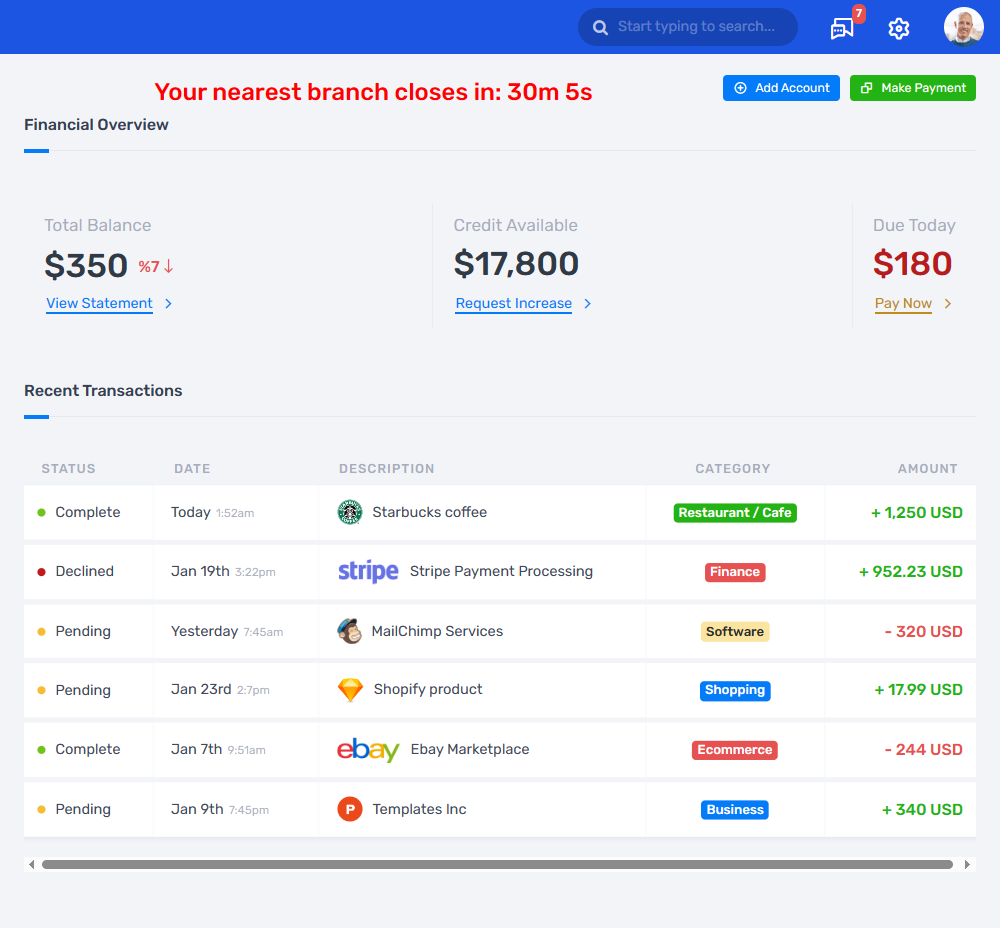 Start typing to search...
7
Your nearest branch closes in: 30m 5s
Add Account
Make Payment
Financial Overview
Total Balance
$350 %7
View Statement
Credit Available
$17,800
Request Increase
Due Today
$180
Pay Now
Recent Transactions
STATUS DATE DESCRIPTION CATEGORY AMOUNT
Complete Today 1:52am Starbucks coffee Restaurant / Cafe + 1,250 USD
Declined Jan 19th 3:22pm stripe Stripe Payment Processing Finance + 952.23 USD
Pending Yesterday 7:45am MailChimp Services Software - 320 USD
Pending Jan 23rd 2:7pm Shopify product Shopping + 17.99 USD
Complete Jan 7th 9:51am ebay Ebay Marketplace Ecommerce - 244 USD
Pending Jan 9th 7:45pm P Templates Inc Business + 340 USD